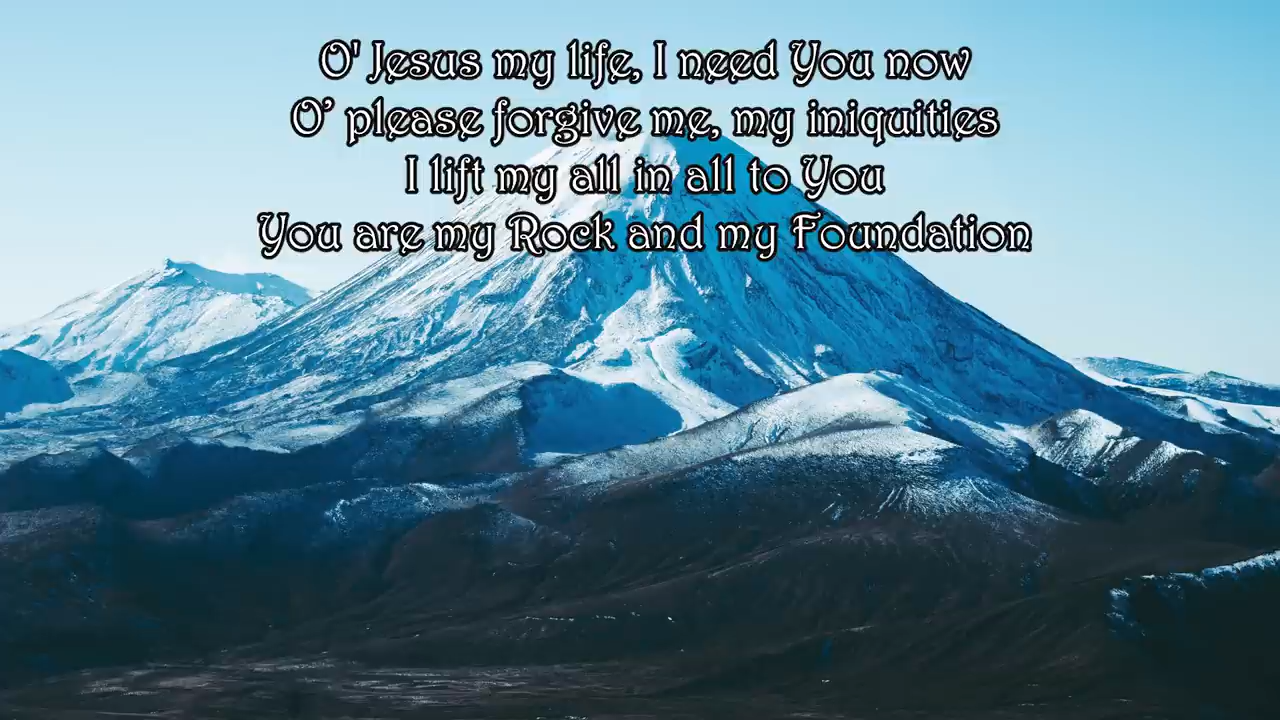 O' Jesus my life, I need You now
O’ please forgive me, my iniquities
I lift my all in all to You
You are my Rock and my Foundation